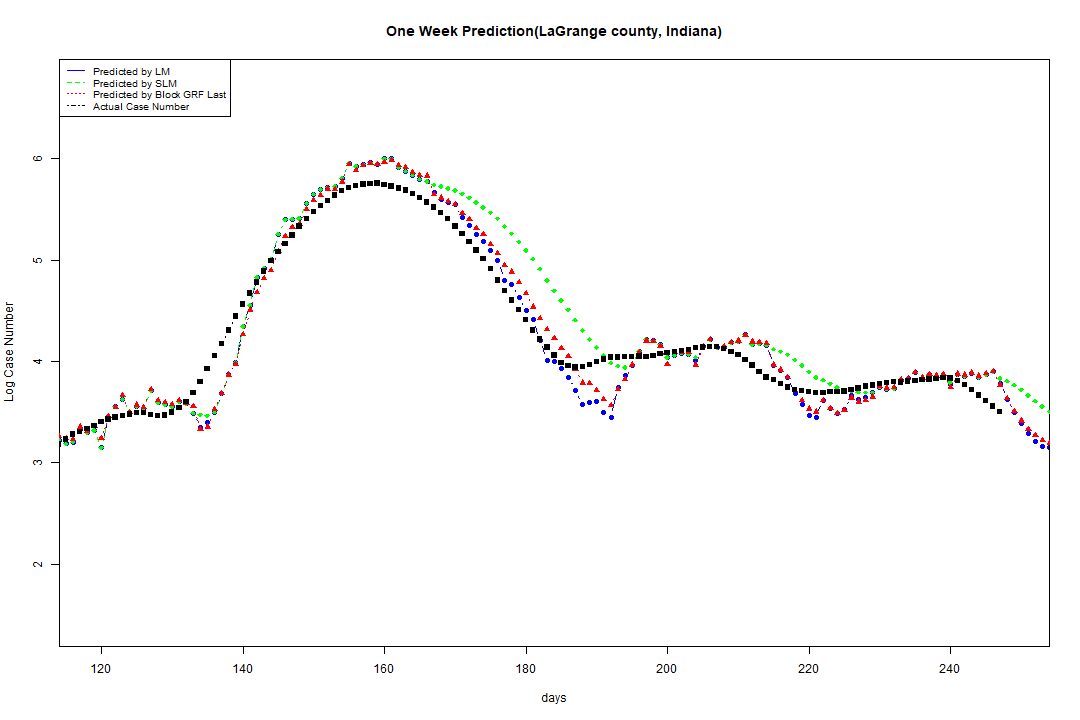 One Week Prediction(LaGrange county, Indiana)
Predicted by LM
Predicted by SLM
Predicted by Block GRF Last
Actual Case Number
6
5
4
3
2
Log Case Number
120 140 160 180 200 220 240
days